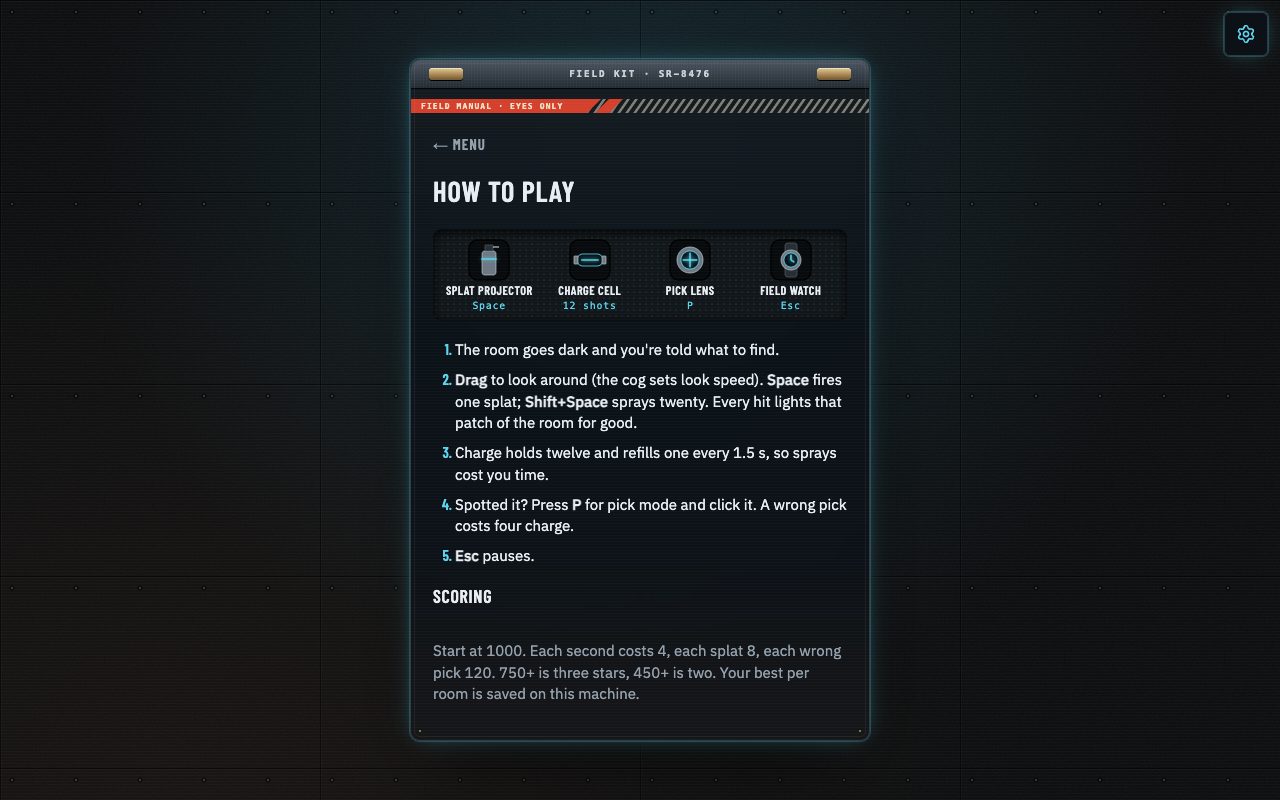 FIELD KIT · SR-8476
FIELD MANUAL · EYES ONLY
← MENU
HOW TO PLAY
SPLAT PROJECTOR
Space
CHARGE CELL
12 shots
PICK LENS
P
FIELD WATCH
Esc
1. The room goes dark and you're told what to find.
2. Drag to look around (the cog sets look speed). Space fires
one splat; Shift+Space sprays twenty. Every hit lights that
patch of the room for good.
3. Charge holds twelve and refills one every 1.5 s, so sprays
cost you time.
4. Spotted it? Press P for pick mode and click it. A wrong pick
costs four charge.
5. Esc pauses.
SCORING
Start at 1000. Each second costs 4, each splat 8, each wrong
pick 120. 750+ is three stars, 450+ is two. Your best per
room is saved on this machine.